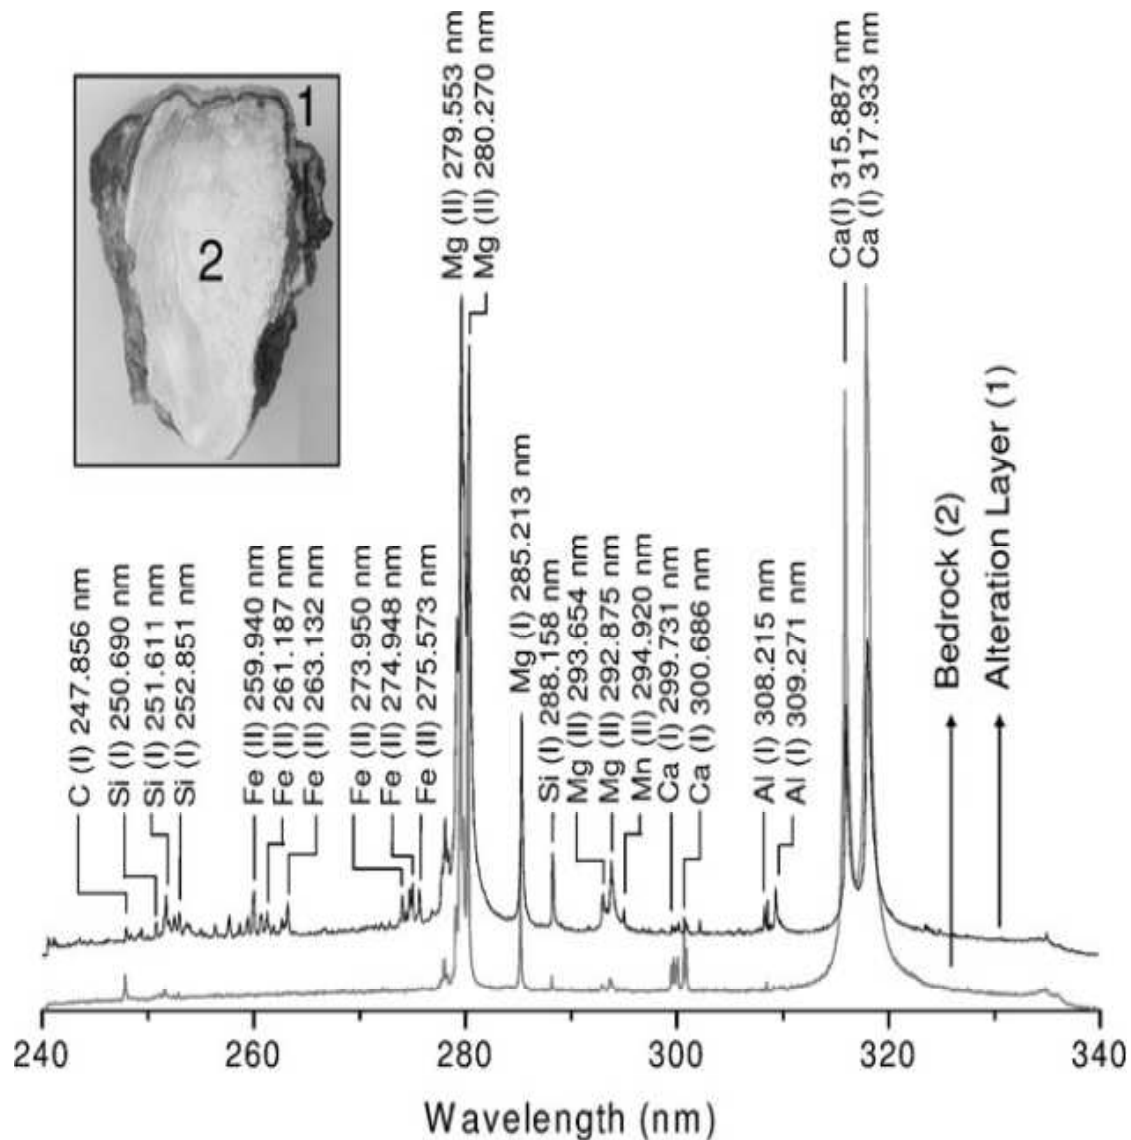 1
2
C (I) 247.856 nm
Si (I) 250.690 nm
Si (I) 251.611 nm
Si (I) 252.851 nm
Fe (II) 259.940 nm
Fe (II) 261.187 nm
Fe (II) 263.132 nm
Fe (II) 273.950 nm
Fe (II) 274.948 nm
Fe (II) 275.573 nm
Mg (II) 279.553 nm
Mg (II) 280.270 nm
Mg (I) 285.213 nm
Si (I) 288.158 nm
Mg (II) 293.654 nm
Mg (II) 292.875 nm
Mn (II) 294.920 nm
Ca (I) 299.731 nm
Ca (I) 300.686 nm
Al (I) 308.215 nm
Al (I) 309.271 nm
Ca(I) 315.887 nm
Ca (I) 317.933 nm
Bedrock (2)
Alteration Layer (1)
240 260 280 300 320 340
Wavelength (nm)